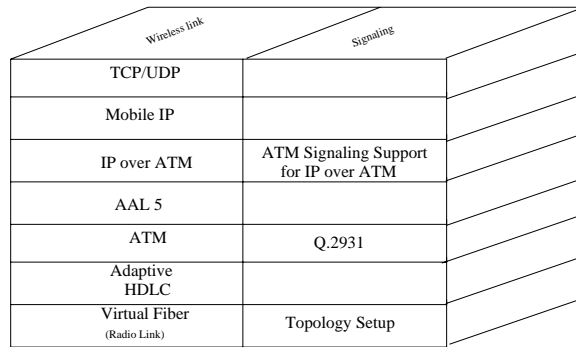 Wireless link
Signaling
TCP/UDP
Mobile IP
IP over ATM
ATM Signaling Support
for IP over ATM
AAL 5
ATM
Q.2931
Adaptive
HDLC
Virtual Fiber
(Radio Link)
Topology Setup